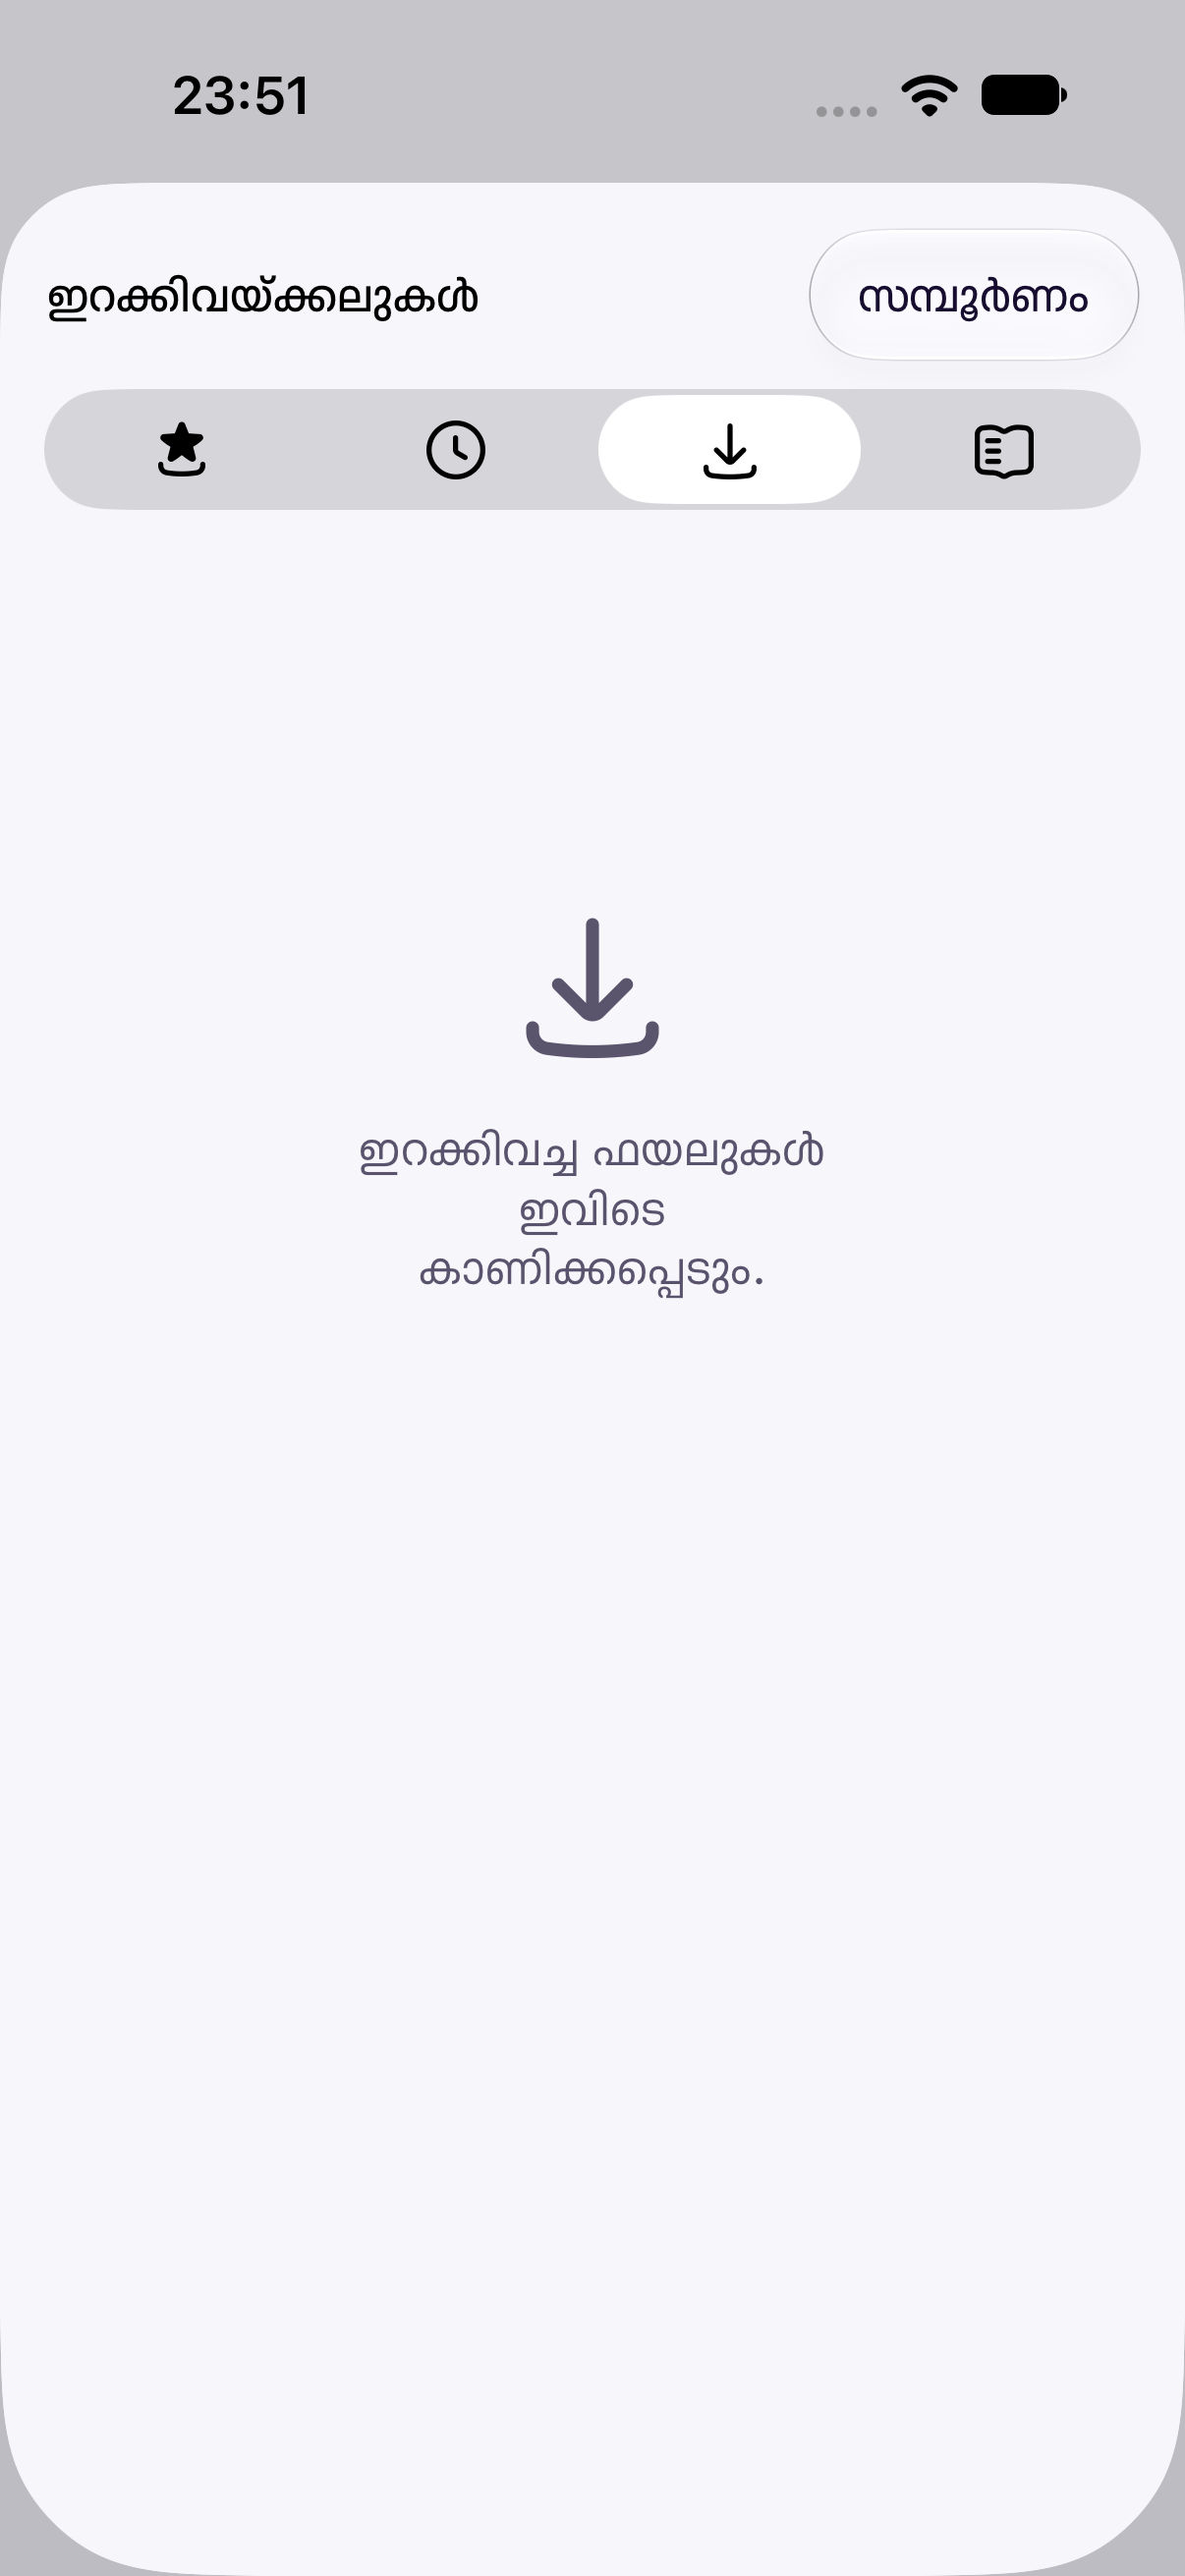 23:51
ഇറക്കിവയ്ക്കലുകൾ
സമ്പൂർണം
ഇറക്കിവച്ച ഫയലുകൾ
ഇവിടെ
കാണിക്കപ്പെടും.